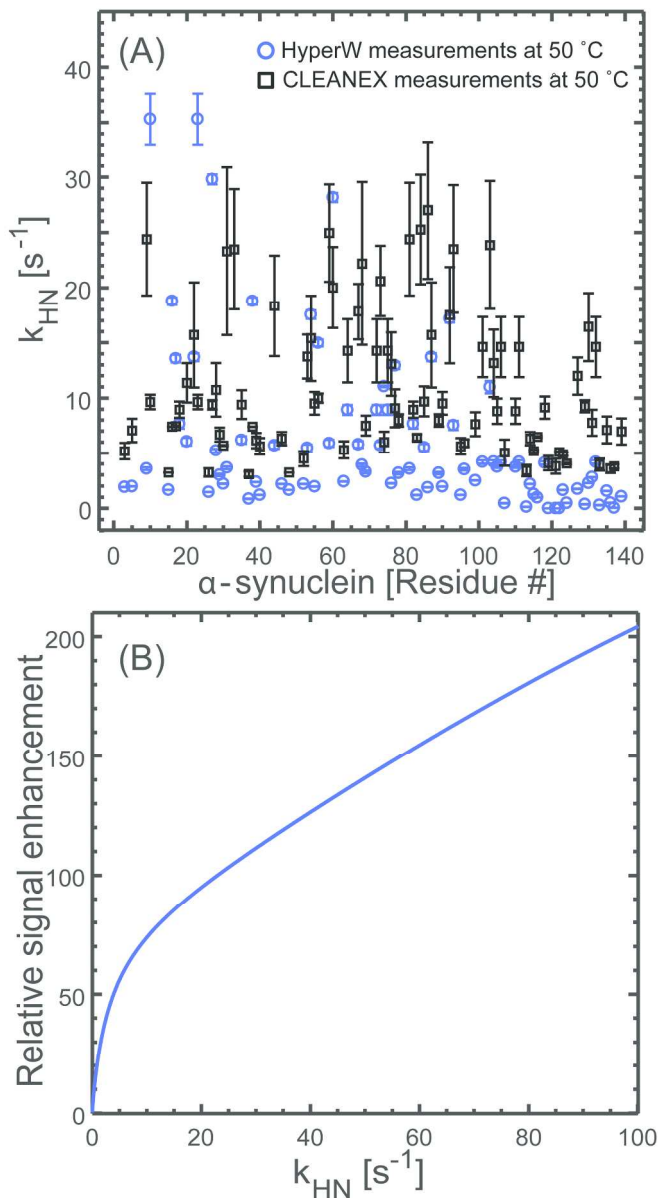 (A)
HyperW measurements at 50 ˚C
CLEANEX measurements at 50 ˚C
40
30
20
10
0
k_HN [s⁻¹]
0 20 40 60 80 100 120 140
α-synuclein [Residue #]
(B)
200
150
100
50
0
Relative signal enhancement
0 20 40 60 80 100
k_HN [s⁻¹]